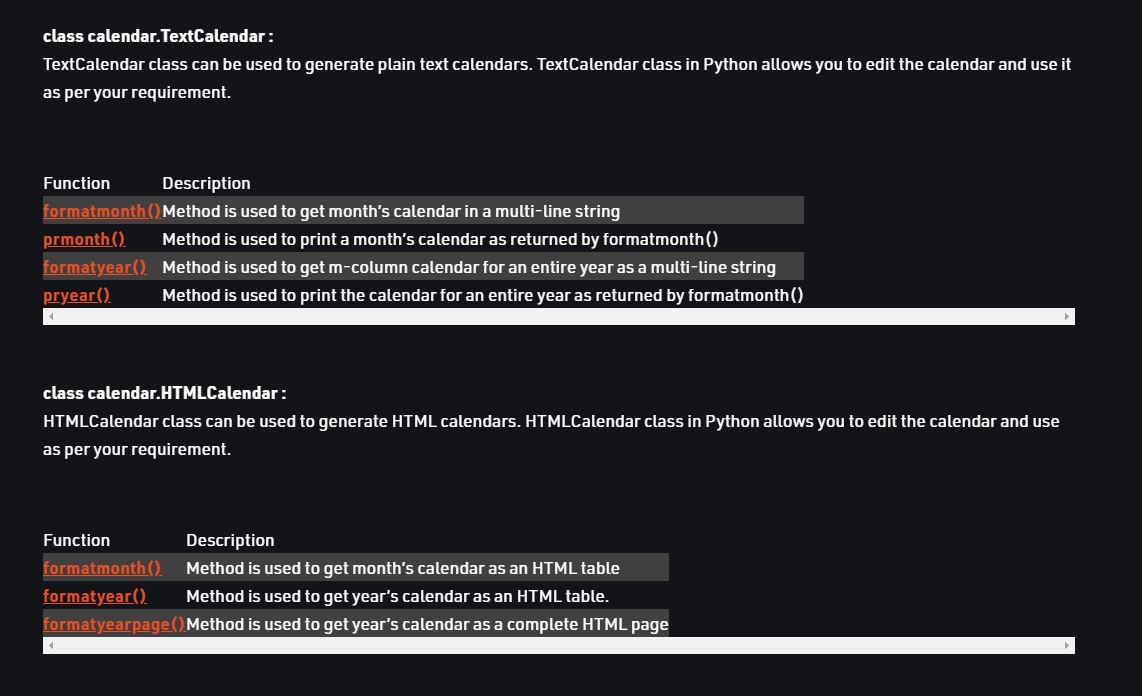 class calendar.TextCalendar :
TextCalendar class can be used to generate plain text calendars. TextCalendar class in Python allows you to edit the calendar and use it
as per your requirement.
Function Description
formatmonth() Method is used to get month’s calendar in a multi-line string
prmonth() Method is used to print a month’s calendar as returned by formatmonth()
formatyear() Method is used to get m-column calendar for an entire year as a multi-line string
pryear() Method is used to print the calendar for an entire year as returned by formatmonth()
class calendar.HTMLCalendar :
HTMLCalendar class can be used to generate HTML calendars. HTMLCalendar class in Python allows you to edit the calendar and use
as per your requirement.
Function Description
formatmonth() Method is used to get month’s calendar as an HTML table
formatyear() Method is used to get year’s calendar as an HTML table.
formatyearpage() Method is used to get year’s calendar as a complete HTML page